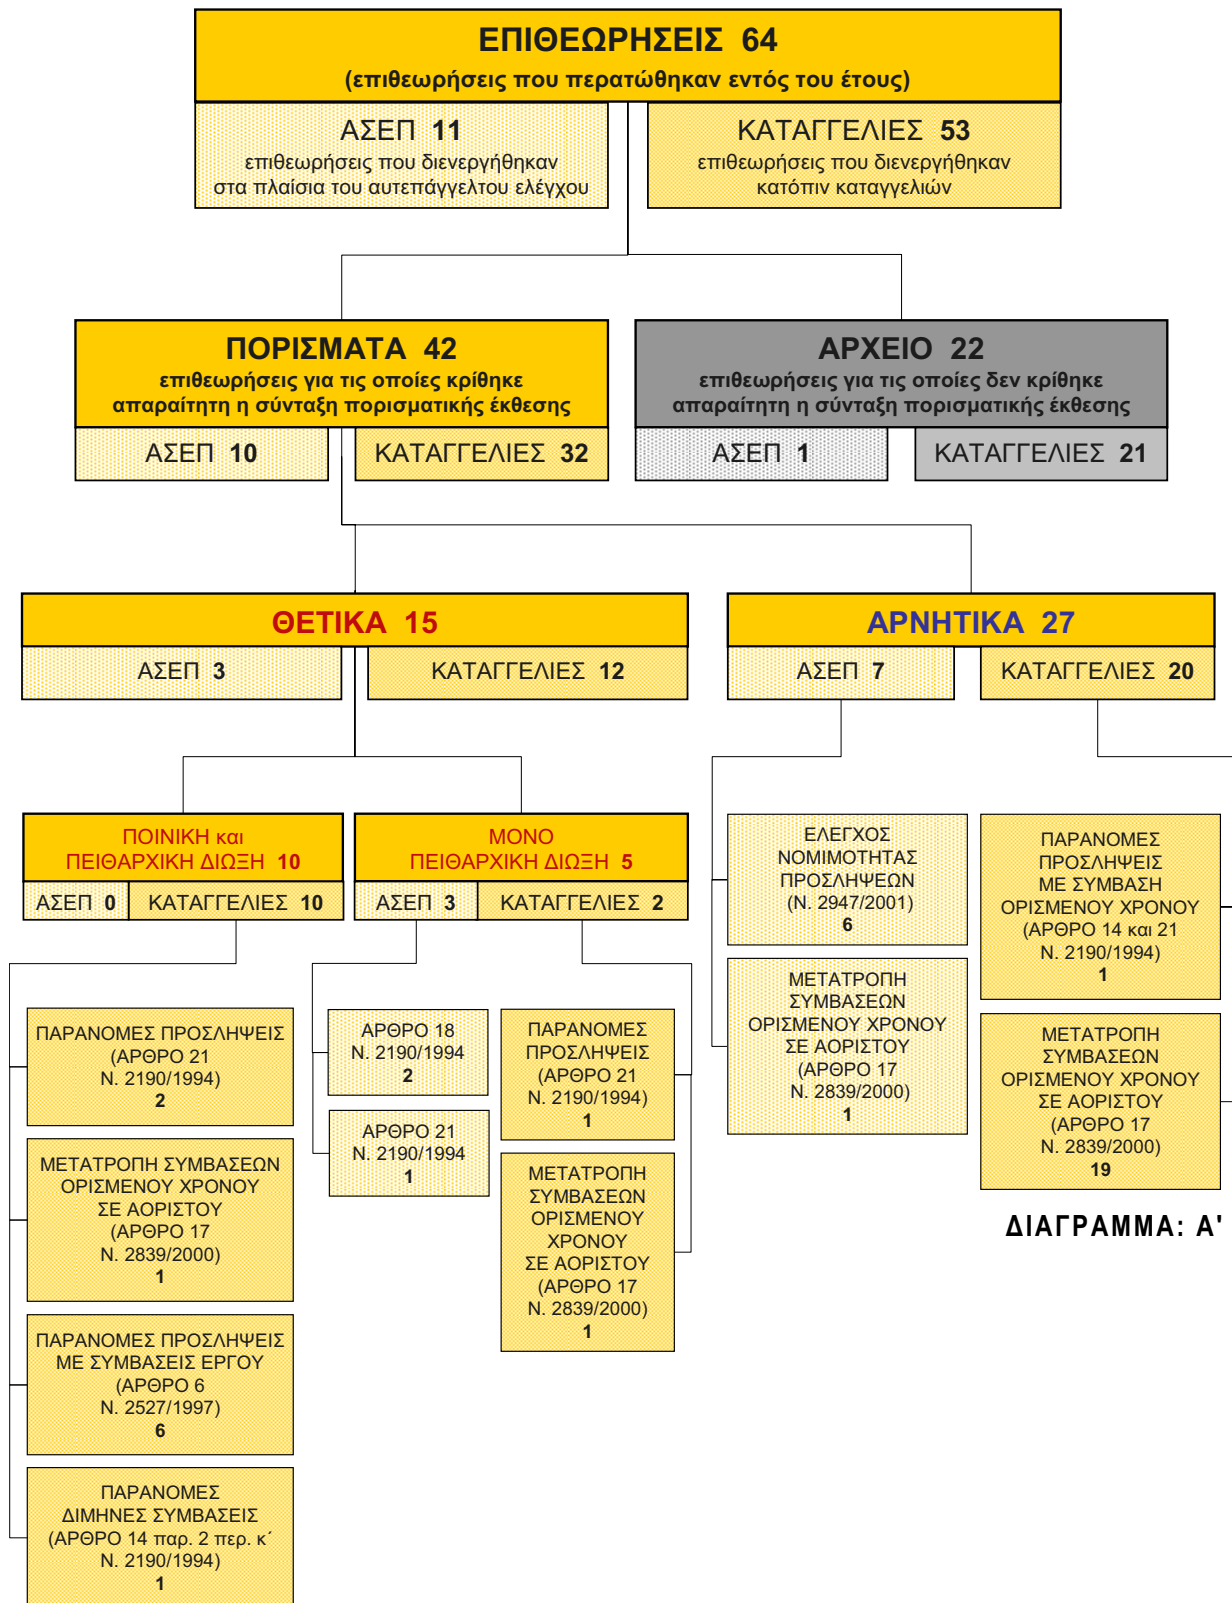 ΕΠΙΘΕΩΡΗΣΕΙΣ 64
(επιθεωρήσεις που περατώθηκαν εντός του έτους)
ΑΣΕΠ 11
επιθεωρήσεις που διενεργήθηκαν
στα πλαίσια του αυτεπάγγελτου ελέγχου
ΚΑΤΑΓΓΕΛΙΕΣ 53
επιθεωρήσεις που διενεργήθηκαν
κατόπιν καταγγελιών
ΠΟΡΙΣΜΑΤΑ 42
επιθεωρήσεις για τις οποίες κρίθηκε
απαραίτητη η σύνταξη πορισματικής έκθεσης
ΑΣΕΠ 10
ΚΑΤΑΓΓΕΛΙΕΣ 32
ΑΡΧΕΙΟ 22
επιθεωρήσεις για τις οποίες δεν κρίθηκε
απαραίτητη η σύνταξη πορισματικής έκθεσης
ΑΣΕΠ 1
ΚΑΤΑΓΓΕΛΙΕΣ 21
ΘΕΤΙΚΑ 15
ΑΣΕΠ 3
ΚΑΤΑΓΓΕΛΙΕΣ 12
ΑΡΝΗΤΙΚΑ 27
ΑΣΕΠ 7
ΚΑΤΑΓΓΕΛΙΕΣ 20
ΠΟΙΝΙΚΗ και
ΠΕΙΘΑΡΧΙΚΗ ΔΙΩΞΗ 10
ΑΣΕΠ 0
ΚΑΤΑΓΓΕΛΙΕΣ 10
ΜΟΝΟ
ΠΕΙΘΑΡΧΙΚΗ ΔΙΩΞΗ 5
ΑΣΕΠ 3
ΚΑΤΑΓΓΕΛΙΕΣ 2
ΠΑΡΑΝΟΜΕΣ ΠΡΟΣΛΗΨΕΙΣ
(ΑΡΘΡΟ 21
Ν. 2190/1994)
2
ΜΕΤΑΤΡΟΠΗ ΣΥΜΒΑΣΕΩΝ
ΟΡΙΣΜΕΝΟΥ ΧΡΟΝΟΥ
ΣΕ ΑΟΡΙΣΤΟΥ
(ΑΡΘΡΟ 17
Ν. 2839/2000)
1
ΠΑΡΑΝΟΜΕΣ ΠΡΟΣΛΗΨΕΙΣ
ΜΕ ΣΥΜΒΑΣΕΙΣ ΕΡΓΟΥ
(ΑΡΘΡΟ 6
Ν. 2527/1997)
6
ΠΑΡΑΝΟΜΕΣ
ΔΙΜΗΝΕΣ ΣΥΜΒΑΣΕΙΣ
(ΑΡΘΡΟ 14 παρ. 2 περ. κ΄
Ν. 2190/1994)
1
ΑΡΘΡΟ 18
Ν. 2190/1994
2
ΑΡΘΡΟ 21
Ν. 2190/1994
1
ΠΑΡΑΝΟΜΕΣ
ΠΡΟΣΛΗΨΕΙΣ
(ΑΡΘΡΟ 21
Ν. 2190/1994)
1
ΜΕΤΑΤΡΟΠΗ
ΣΥΜΒΑΣΕΩΝ
ΟΡΙΣΜΕΝΟΥ
ΧΡΟΝΟΥ
ΣΕ ΑΟΡΙΣΤΟΥ
(ΑΡΘΡΟ 17
Ν. 2839/2000)
1
ΕΛΕΓΧΟΣ
ΝΟΜΙΜΟΤΗΤΑΣ
ΠΡΟΣΛΗΨΕΩΝ
(Ν. 2947/2001)
6
ΜΕΤΑΤΡΟΠΗ
ΣΥΜΒΑΣΕΩΝ
ΟΡΙΣΜΕΝΟΥ ΧΡΟΝΟΥ
ΣΕ ΑΟΡΙΣΤΟΥ
(ΑΡΘΡΟ 17
Ν. 2839/2000)
1
ΠΑΡΑΝΟΜΕΣ
ΠΡΟΣΛΗΨΕΙΣ
ΜΕ ΣΥΜΒΑΣΗ
ΟΡΙΣΜΕΝΟΥ ΧΡΟΝΟΥ
(ΑΡΘΡΟ 14 και 21
Ν. 2190/1994)
1
ΜΕΤΑΤΡΟΠΗ
ΣΥΜΒΑΣΕΩΝ
ΟΡΙΣΜΕΝΟΥ ΧΡΟΝΟΥ
ΣΕ ΑΟΡΙΣΤΟΥ
(ΑΡΘΡΟ 17
Ν. 2839/2000)
19
ΔΙΑΓΡΑΜΜΑ: Α'